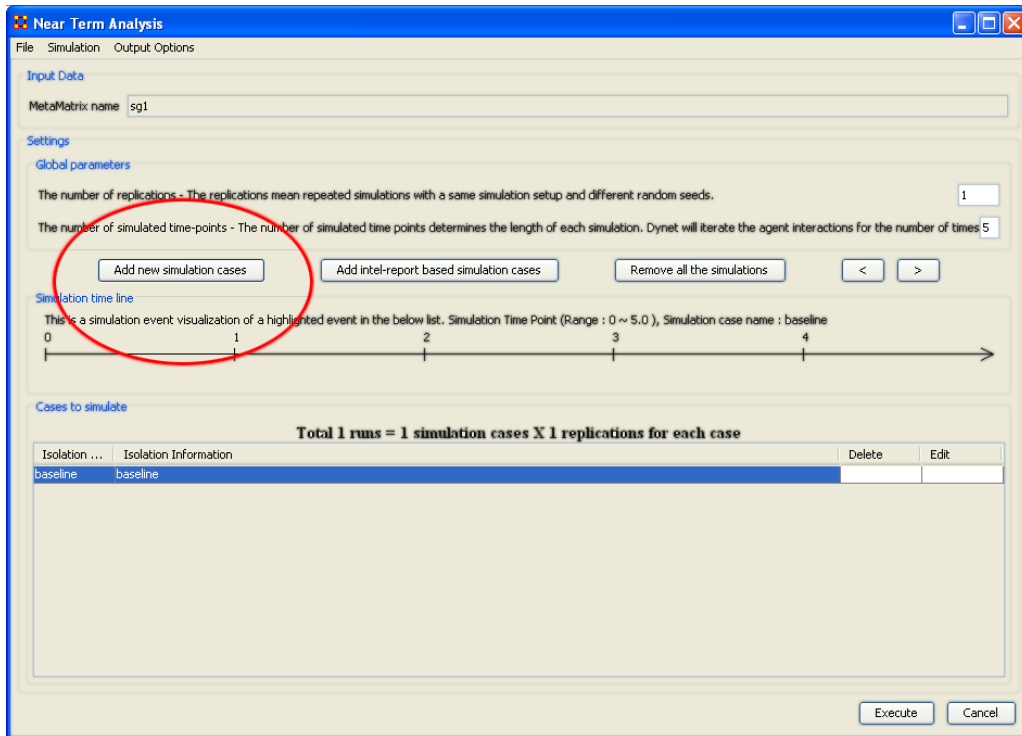 Near Term Analysis
File Simulation Output Options
Input Data
MetaMatrix name sg1
Settings
Global parameters
The number of replications - The replications mean repeated simulations with a same simulation setup and different random seeds. 1
The number of simulated time-points - The number of simulated time points determines the length of each simulation. Dynet will iterate the agent interactions for the number of times 5
Add new simulation cases Add intel-report based simulation cases Remove all the simulations < >
Simulation time line
This is a simulation event visualization of a highlighted event in the below list. Simulation Time Point (Range : 0 ~ 5.0 ), Simulation case name : baseline
0 1 2 3 4
Cases to simulate
Total 1 runs = 1 simulation cases X 1 replications for each case
Isolation ... Isolation Information Delete Edit
baseline baseline
Execute Cancel